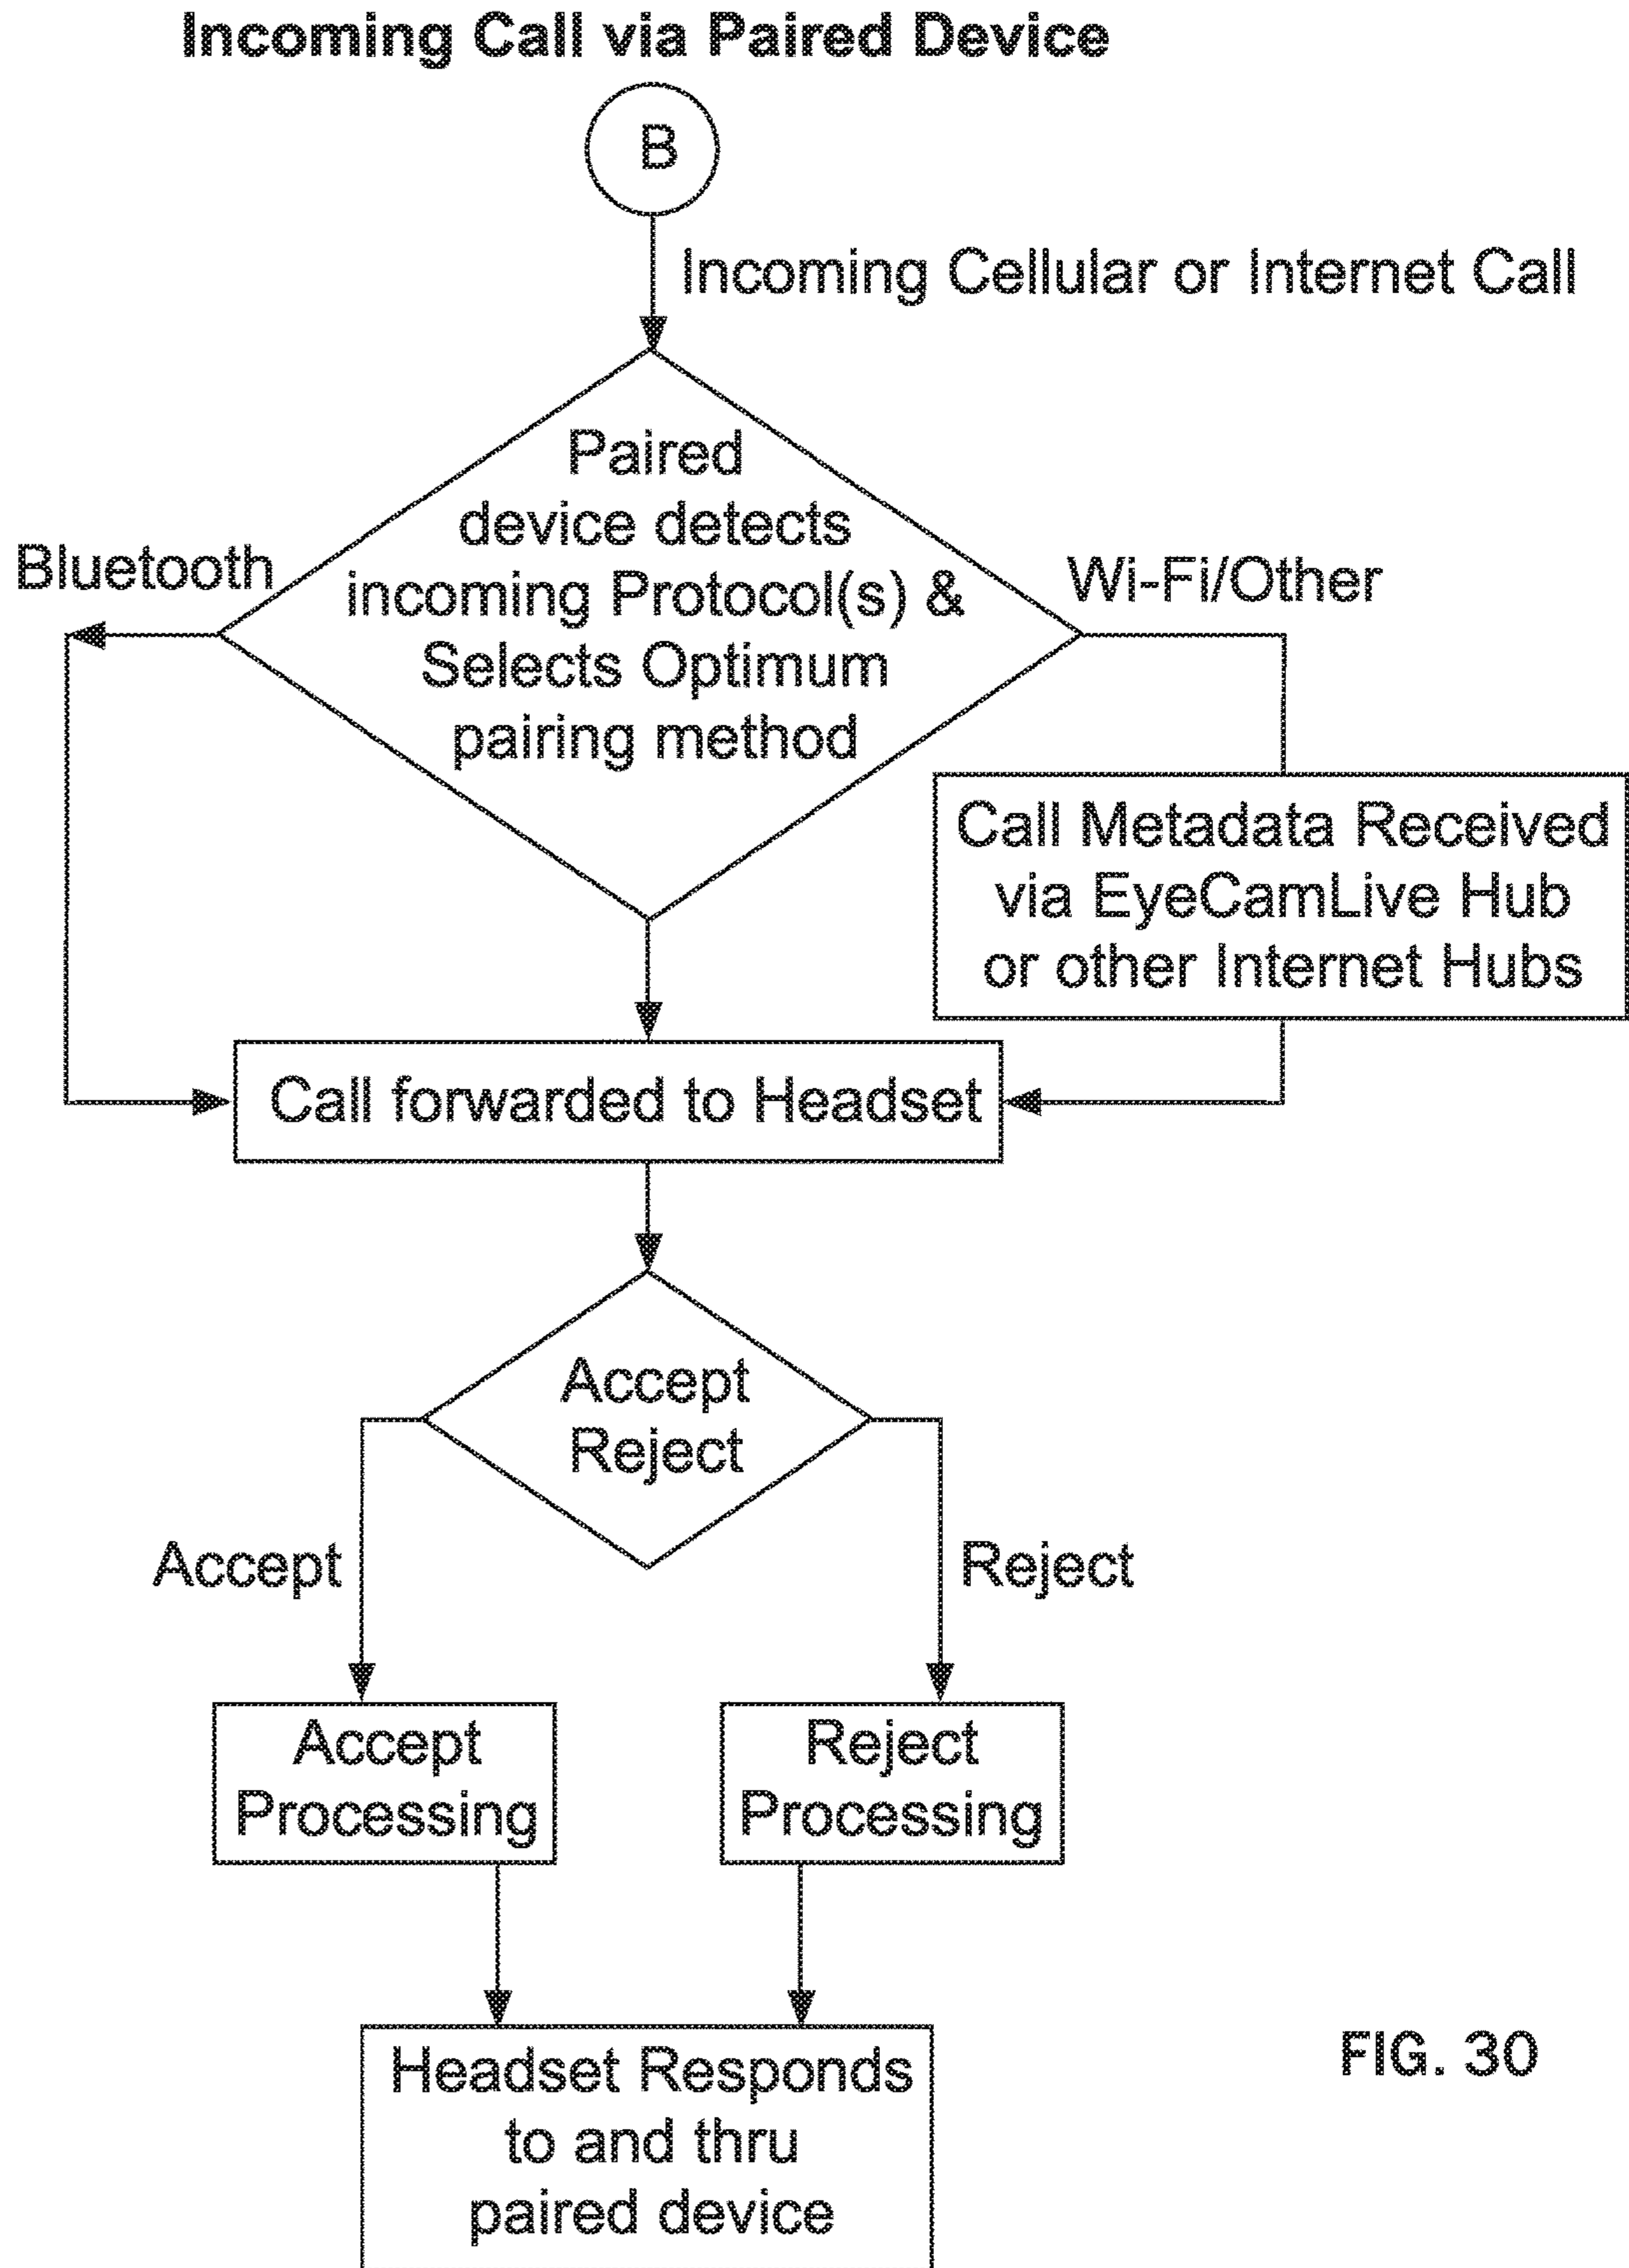 Incoming Call via Paired Device
B
Incoming Cellular or Internet Call
Paired
device detects
incoming Protocol(s) &
Selects Optimum
pairing method
Bluetooth
Wi-Fi/Other
Call Metadata Received
via EyeCamLive Hub
or other Internet Hubs
Call forwarded to Headset
Accept
Reject
Accept
Reject
Accept
Processing
Reject
Processing
Headset Responds
to and thru
paired device
FIG. 30